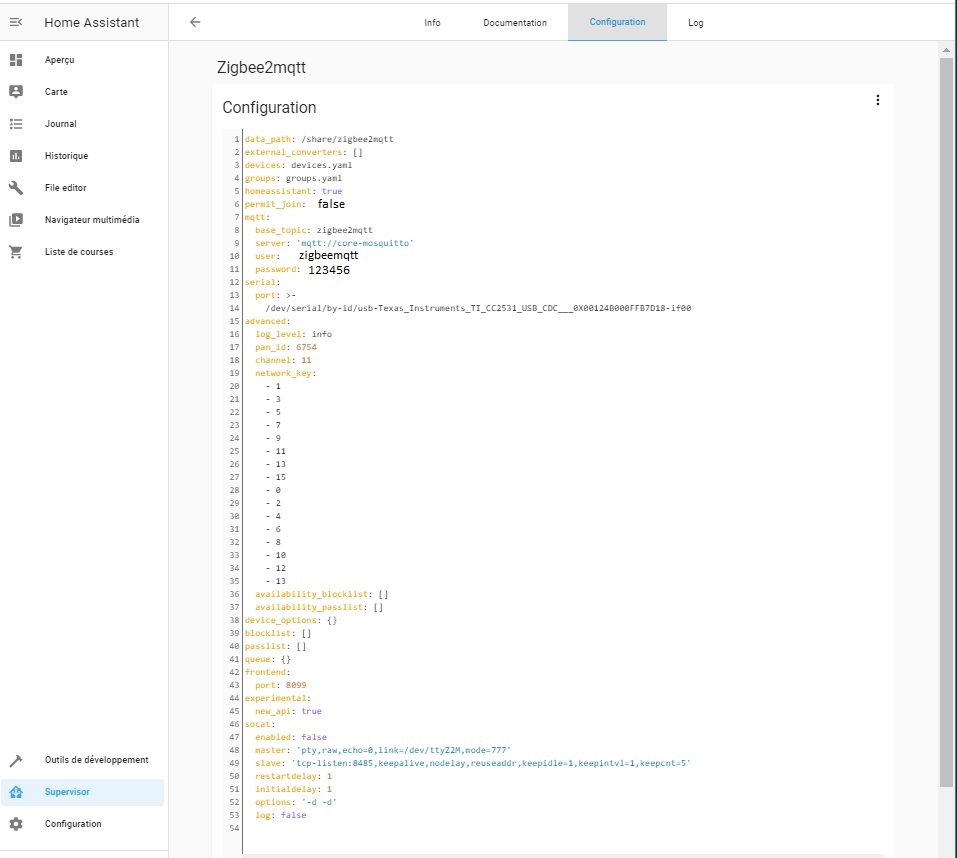 Home Assistant
Info
Documentation
Configuration
Log
Aperçu
Carte
Journal
Historique
File editor
Navigateur multimédia
Liste de courses
Outils de développement
Supervisor
Configuration
Zigbee2mqtt
Configuration
1 data_path: /share/zigbee2mqtt
2 external_converters: []
3 devices: devices.yaml
4 groups: groups.yaml
5 homeassistant: true
6 permit_join: false
7 mqtt:
8 base_topic: zigbee2mqtt
9 server: 'mqtt://core-mosquitto'
10 user: zigbeemqtt
11 password: 123456
12 serial:
13 port: >-
14 /dev/serial/by-id/usb-Texas_Instruments_TI_CC2531_USB_CDC___0X00124B000FFB7D18-if00
15 advanced:
16 log_level: info
17 pan_id: 6754
18 channel: 11
19 network_key:
20 - 1
21 - 3
22 - 5
23 - 7
24 - 9
25 - 11
26 - 13
27 - 15
28 - 0
29 - 2
30 - 4
31 - 6
32 - 8
33 - 10
34 - 12
35 - 13
36 availability_blocklist: []
37 availability_passlist: []
38 device_options: {}
39 blocklist: []
40 passlist: []
41 queue: {}
42 frontend:
43 port: 8099
44 experimental:
45 new_api: true
46 socat:
47 enabled: false
48 master: 'pty,raw,echo=0,link=/dev/ttyZ2M,mode=777'
49 slave: 'tcp-listen:8485,keepalive,nodelay,reuseaddr,keepidle=1,keepintvl=1,keepcnt=5'
50 restartdelay: 1
51 initialdelay: 1
52 options: '-d -d'
53 log: false
54